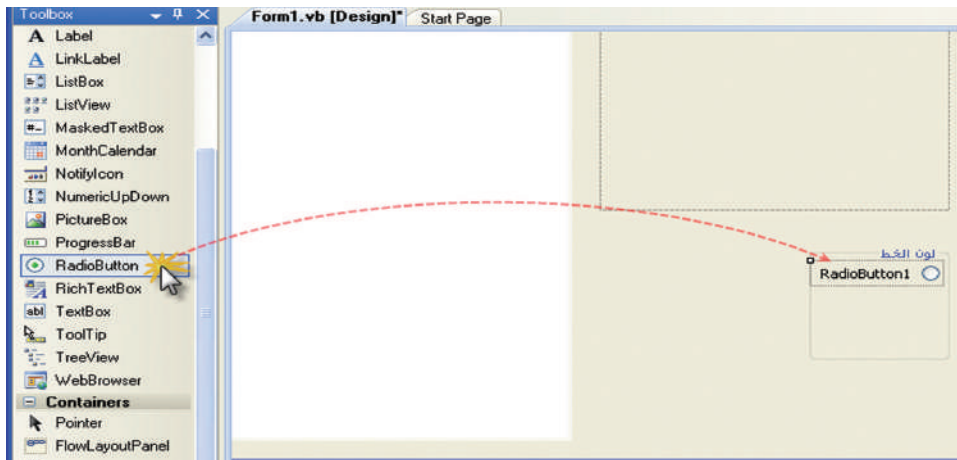 Toolbox
Label
LinkLabel
ListBox
ListView
MaskedTextBox
MonthCalendar
NotifyIcon
NumericUpDown
PictureBox
ProgressBar
RadioButton
RichTextBox
TextBox
ToolTip
TreeView
WebBrowser
Containers
Pointer
FlowLayoutPanel
Form1.vb [Design]* Start Page
لون الخط
RadioButton1